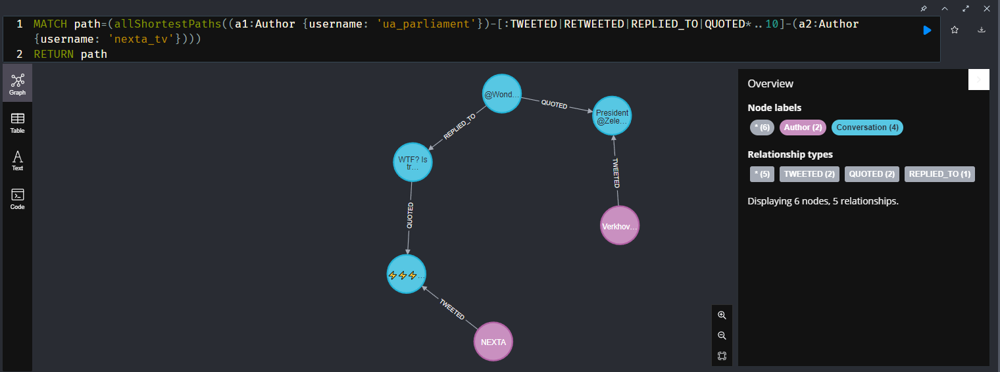 1 MATCH path=(allShortestPaths((a1:Author {username: 'ua_parliament'})-[:TWEETED|RETWEETED|REPLIED_TO|QUOTED*..10]-(a2:Author
{username: 'nexta_tv'})))
2 RETURN path
Graph
Table
Text
Code
@Wond...
QUOTED
President
@Zele...
REPLIED_TO
WTF? Is
tr...
TWEETED
QUOTED
Verkhov...
⚡⚡⚡...
TWEETED
NEXTA
Overview
Node labels
* (6) Author (2) Conversation (4)
Relationship types
* (5) TWEETED (2) QUOTED (2) REPLIED_TO (1)
Displaying 6 nodes, 5 relationships.